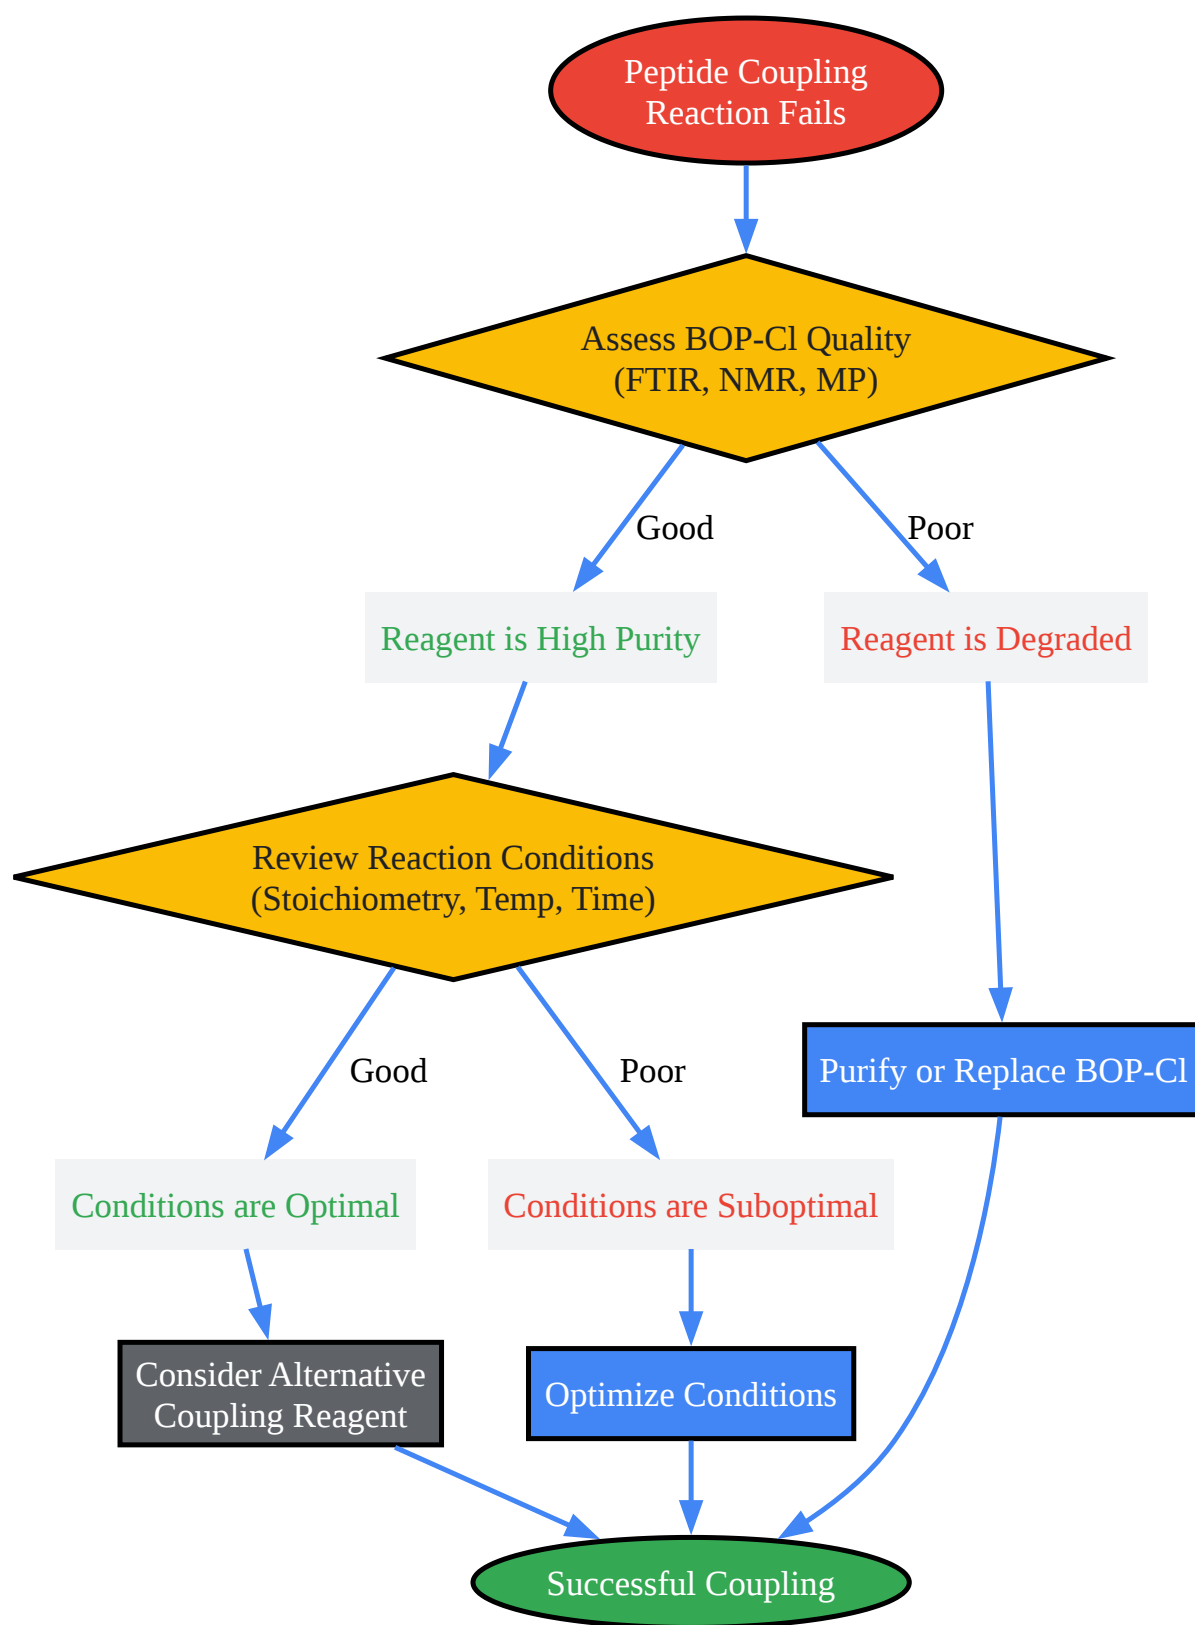 Peptide Coupling
Reaction Fails
Assess BOP-Cl Quality
(FTIR, NMR, MP)
Good
Poor
Reagent is High Purity
Reagent is Degraded
Review Reaction Conditions
(Stoichiometry, Temp, Time)
Good
Poor
Purify or Replace BOP-Cl
Conditions are Optimal
Conditions are Suboptimal
Consider Alternative
Coupling Reagent
Optimize Conditions
Successful Coupling